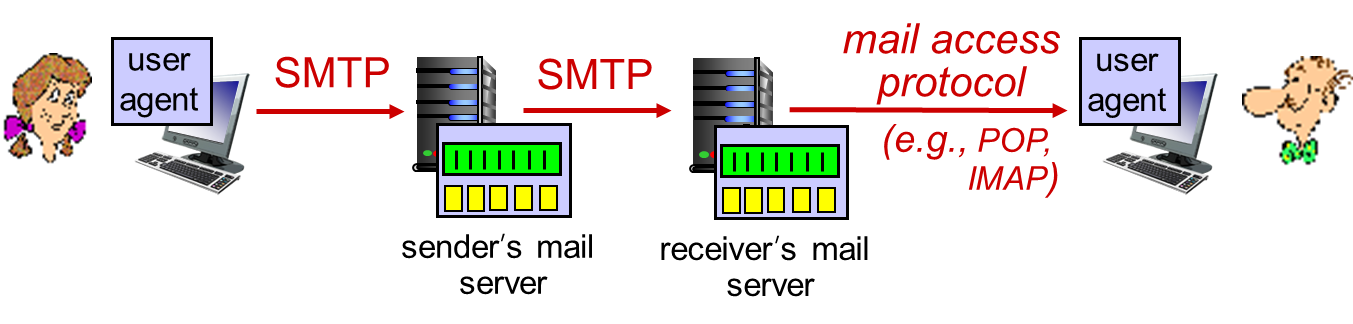 user
agent
SMTP
sender's mail
server
SMTP
receiver's mail
server
mail access
protocol
(e.g., POP,
IMAP)
user
agent